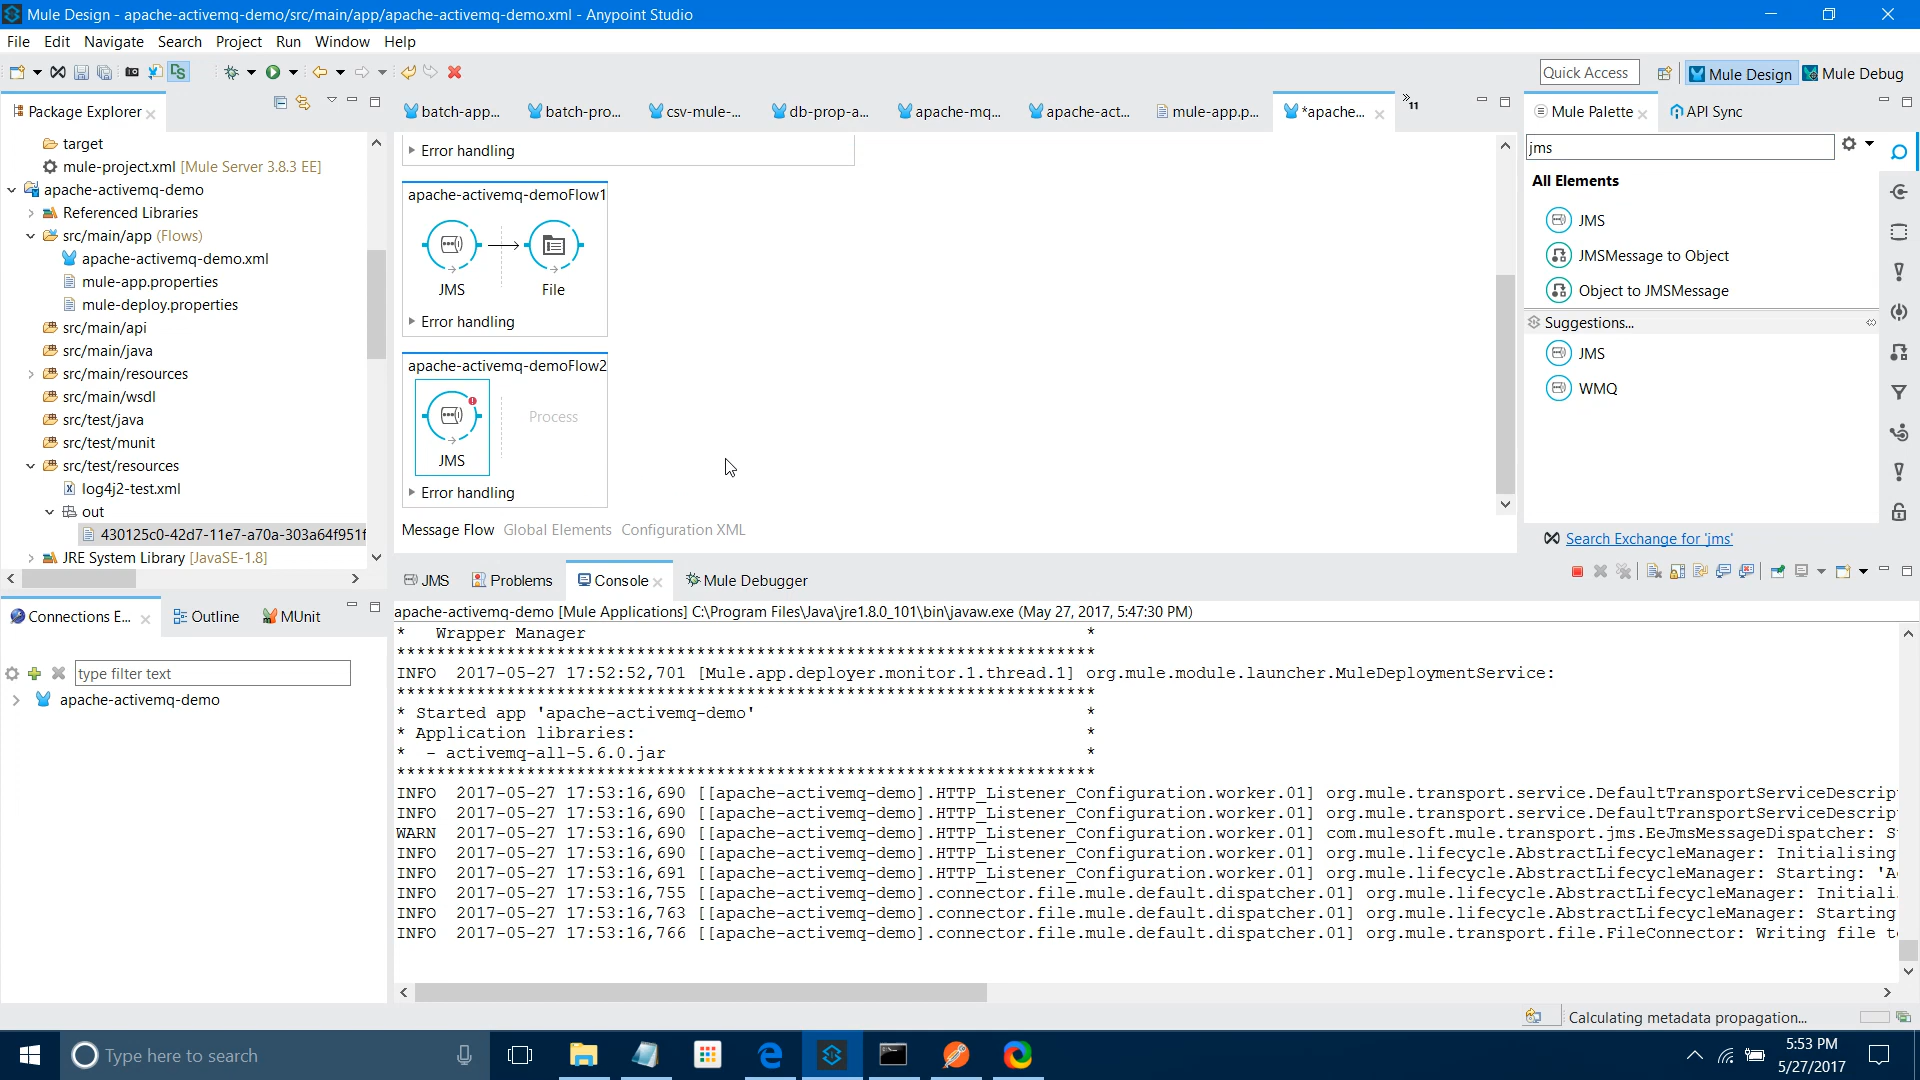 Mule Design - apache-activemq-demo/src/main/app/apache-activemq-demo.xml - Anypoint Studio
File Edit Navigate Search Project Run Window Help
Quick Access
Mule Design
Mule Debug
Package Explorer
target
mule-project.xml [Mule Server 3.8.3 EE]
apache-activemq-demo
Referenced Libraries
src/main/app (Flows)
apache-activemq-demo.xml
mule-app.properties
mule-deploy.properties
src/main/api
src/main/java
src/main/resources
src/main/wsdl
src/test/java
src/test/munit
src/test/resources
log4j2-test.xml
out
430125c0-42d7-11e7-a70a-303a64f951f
JRE System Library [JavaSE-1.8]
batch-app...
batch-pro...
csv-mule-...
db-prop-a...
apache-mq...
apache-act...
mule-app.p...
*apache...
»11
Error handling
apache-activemq-demoFlow1
JMS
File
Error handling
apache-activemq-demoFlow2
JMS
Process
Error handling
Message Flow Global Elements Configuration XML
Mule Palette
API Sync
jms
All Elements
JMS
JMSMessage to Object
Object to JMSMessage
Suggestions...
JMS
WMQ
Search Exchange for 'jms'
Connections E...
Outline
MUnit
type filter text
apache-activemq-demo
JMS
Problems
Console
Mule Debugger
apache-activemq-demo [Mule Applications] C:\Program Files\Java\jre1.8.0_101\bin\javaw.exe (May 27, 2017, 5:47:30 PM)
* Wrapper Manager *
**********************************************************************
INFO 2017-05-27 17:52:52,701 [Mule.app.deployer.monitor.1.thread.1] org.mule.module.launcher.MuleDeploymentService:
**********************************************************************
* Started app 'apache-activemq-demo' *
* Application libraries: *
* - activemq-all-5.6.0.jar *
**********************************************************************
INFO 2017-05-27 17:53:16,690 [[apache-activemq-demo].HTTP_Listener_Configuration.worker.01] org.mule.transport.service.DefaultTransportServiceDescrip
INFO 2017-05-27 17:53:16,690 [[apache-activemq-demo].HTTP_Listener_Configuration.worker.01] org.mule.transport.service.DefaultTransportServiceDescrip
WARN 2017-05-27 17:53:16,690 [[apache-activemq-demo].HTTP_Listener_Configuration.worker.01] com.mulesoft.mule.transport.jms.EeJmsMessageDispatcher: S
INFO 2017-05-27 17:53:16,690 [[apache-activemq-demo].HTTP_Listener_Configuration.worker.01] org.mule.lifecycle.AbstractLifecycleManager: Initialising
INFO 2017-05-27 17:53:16,691 [[apache-activemq-demo].HTTP_Listener_Configuration.worker.01] org.mule.lifecycle.AbstractLifecycleManager: Starting: 'A
INFO 2017-05-27 17:53:16,755 [[apache-activemq-demo].connector.file.mule.default.dispatcher.01] org.mule.lifecycle.AbstractLifecycleManager: Initiali
INFO 2017-05-27 17:53:16,763 [[apache-activemq-demo].connector.file.mule.default.dispatcher.01] org.mule.lifecycle.AbstractLifecycleManager: Starting
INFO 2017-05-27 17:53:16,766 [[apache-activemq-demo].connector.file.mule.default.dispatcher.01] org.mule.transport.file.FileConnector: Writing file t
Calculating metadata propagation...
Type here to search
5:53 PM
5/27/2017